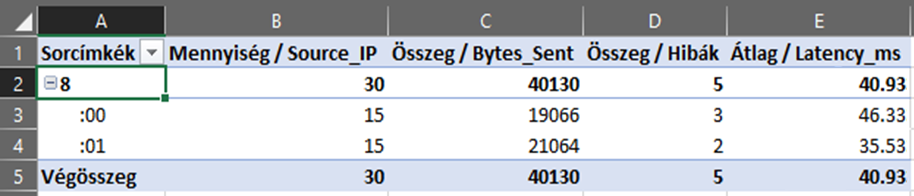 A B C D E
1 Sorcímkék Mennyiség / Source_IP Összeg / Bytes_Sent Összeg / Hibák Átlag / Latency_ms
2 8 30 40130 5 40.93
3 :00 15 19066 3 46.33
4 :01 15 21064 2 35.53
5 Végösszeg 30 40130 5 40.93